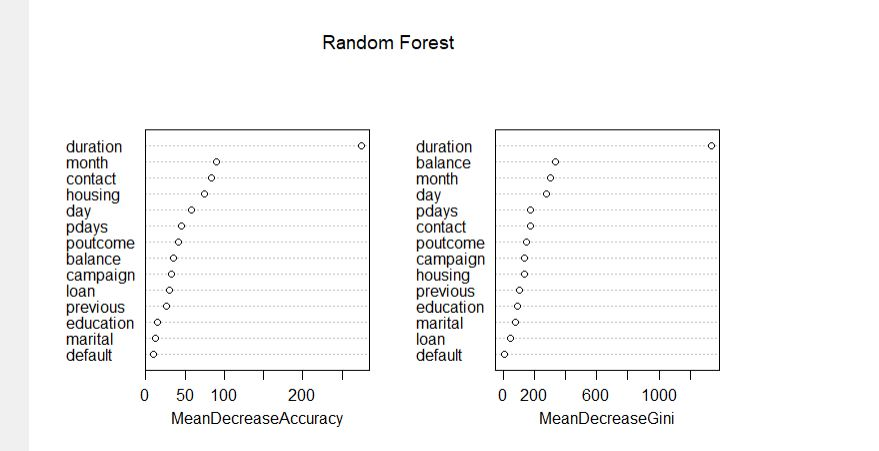 Random Forest
duration
month
contact
housing
day
pdays
poutcome
balance
campaign
loan
previous
education
marital
default
0 50 100 200
MeanDecreaseAccuracy
duration
balance
month
day
pdays
contact
poutcome
campaign
housing
previous
education
marital
loan
default
0 200 600 1000
MeanDecreaseGini